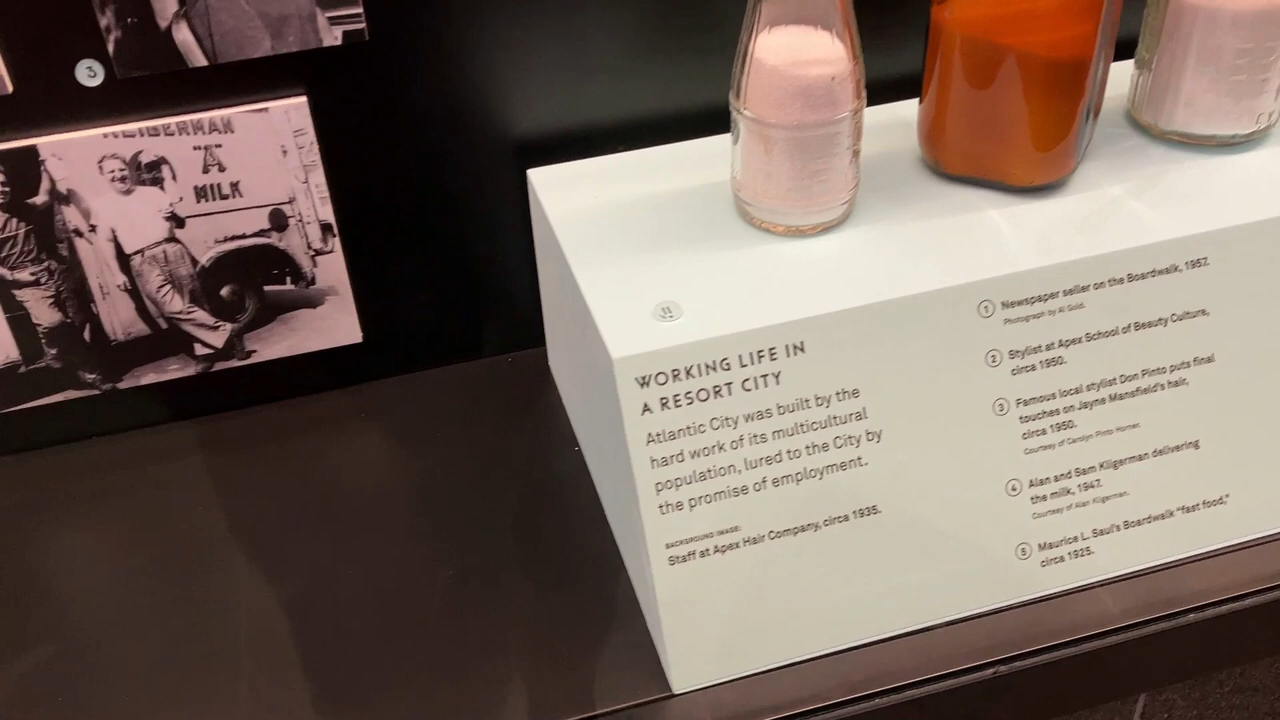 3
"A"
MILK
11
WORKING LIFE IN
A RESORT CITY
Atlantic City was built by the
hard work of its multicultural
population, lured to the City by
the promise of employment.
BACKGROUND IMAGE:
Staff at Apex Hair Company, circa 1935.
1 Newspaper seller on the Boardwalk, 1957.
Photograph by Al Gold.
2 Stylist at Apex School of Beauty Culture,
circa 1950.
3 Famous local stylist Don Pinto puts final
touches on Jayne Mansfield's hair,
circa 1950.
Courtesy of Carolyn Pinto Horner.
4 Alan and Sam Kligerman delivering
the milk, 1947.
Courtesy of Alan Kligerman.
5 Maurice L. Saul's Boardwalk "fast food,"
circa 1925.